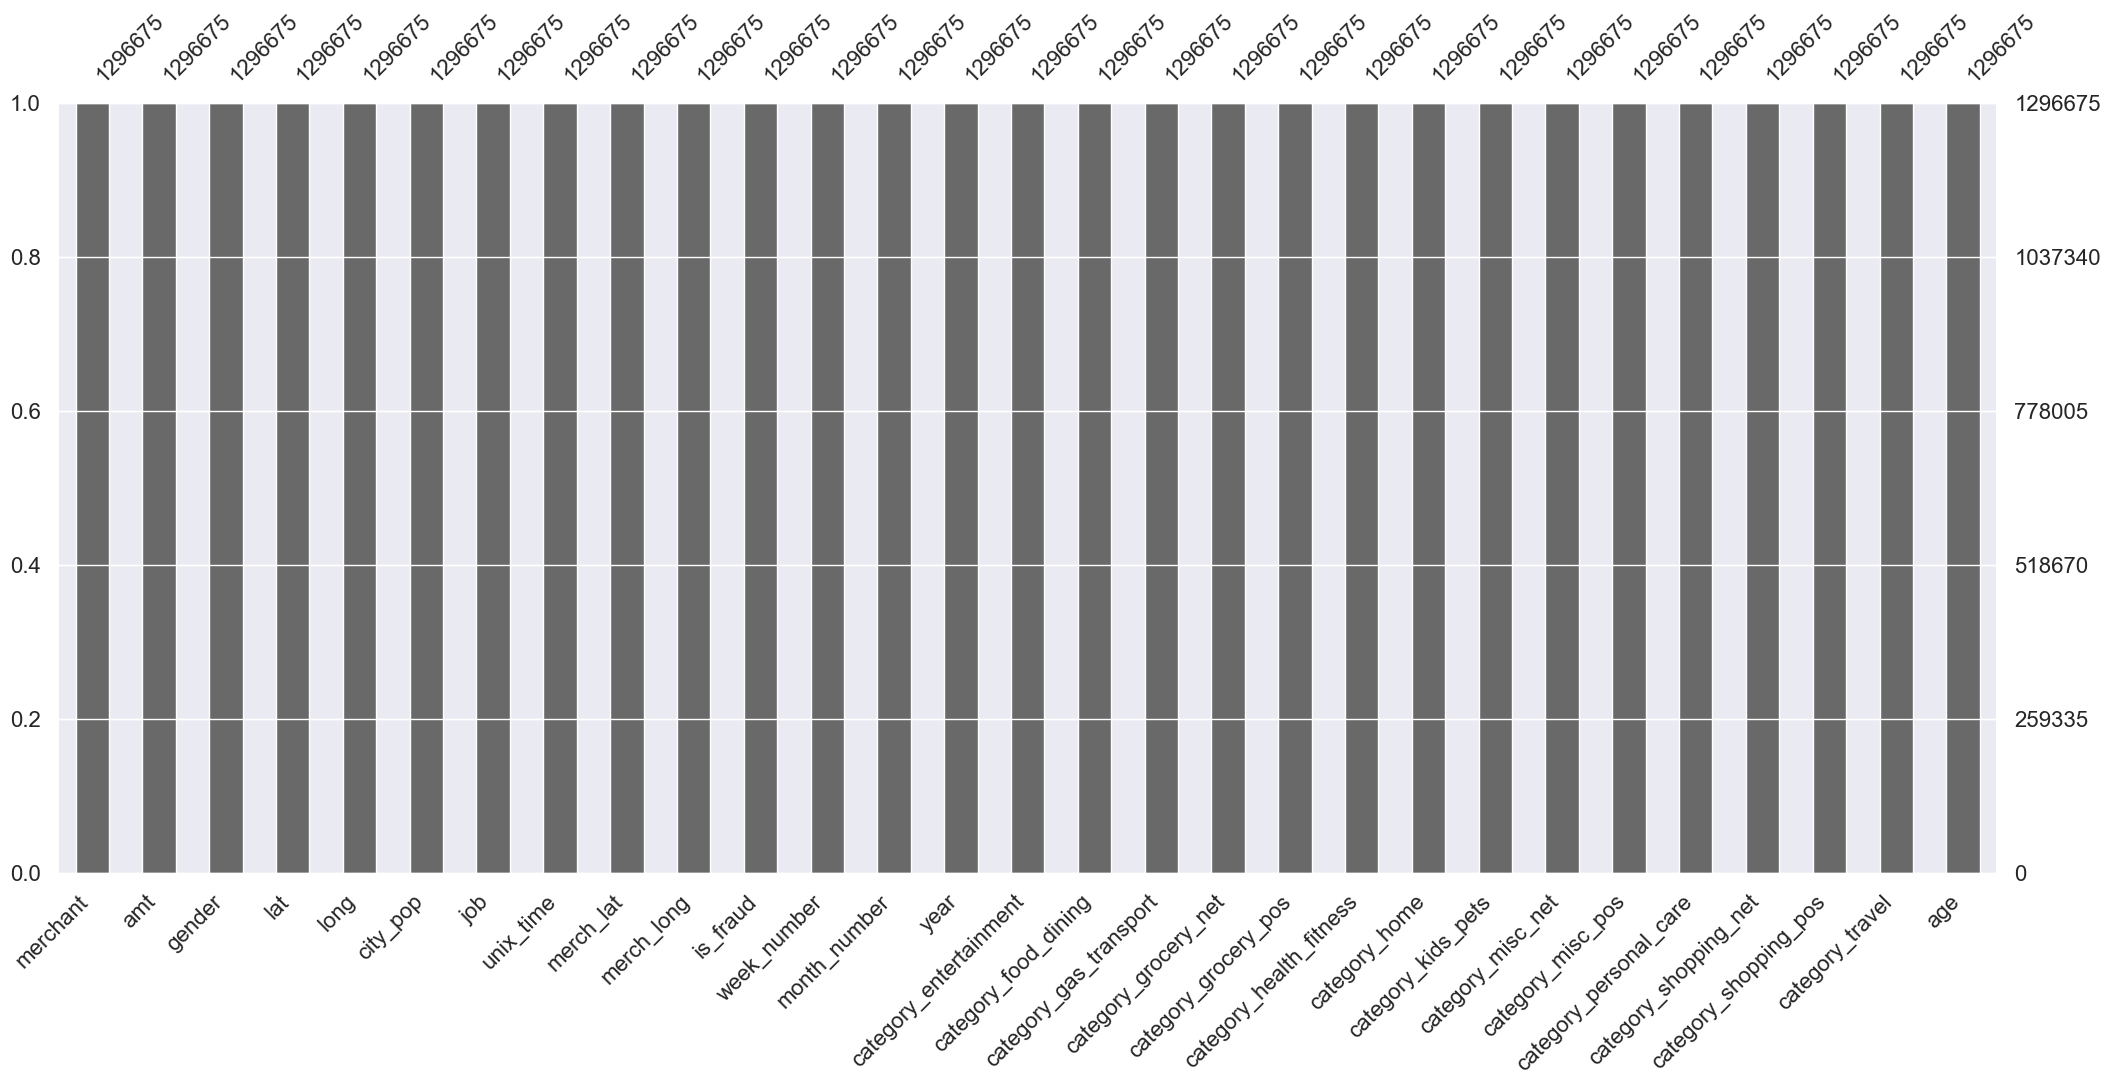 1296675 1296675 1296675 1296675 1296675 1296675 1296675 1296675 1296675 1296675 1296675 1296675 1296675 1296675 1296675 1296675 1296675 1296675 1296675 1296675 1296675 1296675 1296675 1296675 1296675 1296675 1296675 1296675 1296675
1.0 1296675
0.8 1037340
0.6 778005
0.4 518670
0.2 259335
0.0 0
merchant
amt
gender
lat
long
city_pop
job
unix_time
merch_lat
merch_long
is_fraud
week_number
month_number
year
category_entertainment
category_food_dining
category_gas_transport
category_grocery_net
category_grocery_pos
category_health_fitness
category_home
category_kids_pets
category_misc_net
category_misc_pos
category_personal_care
category_shopping_net
category_shopping_pos
category_travel
age